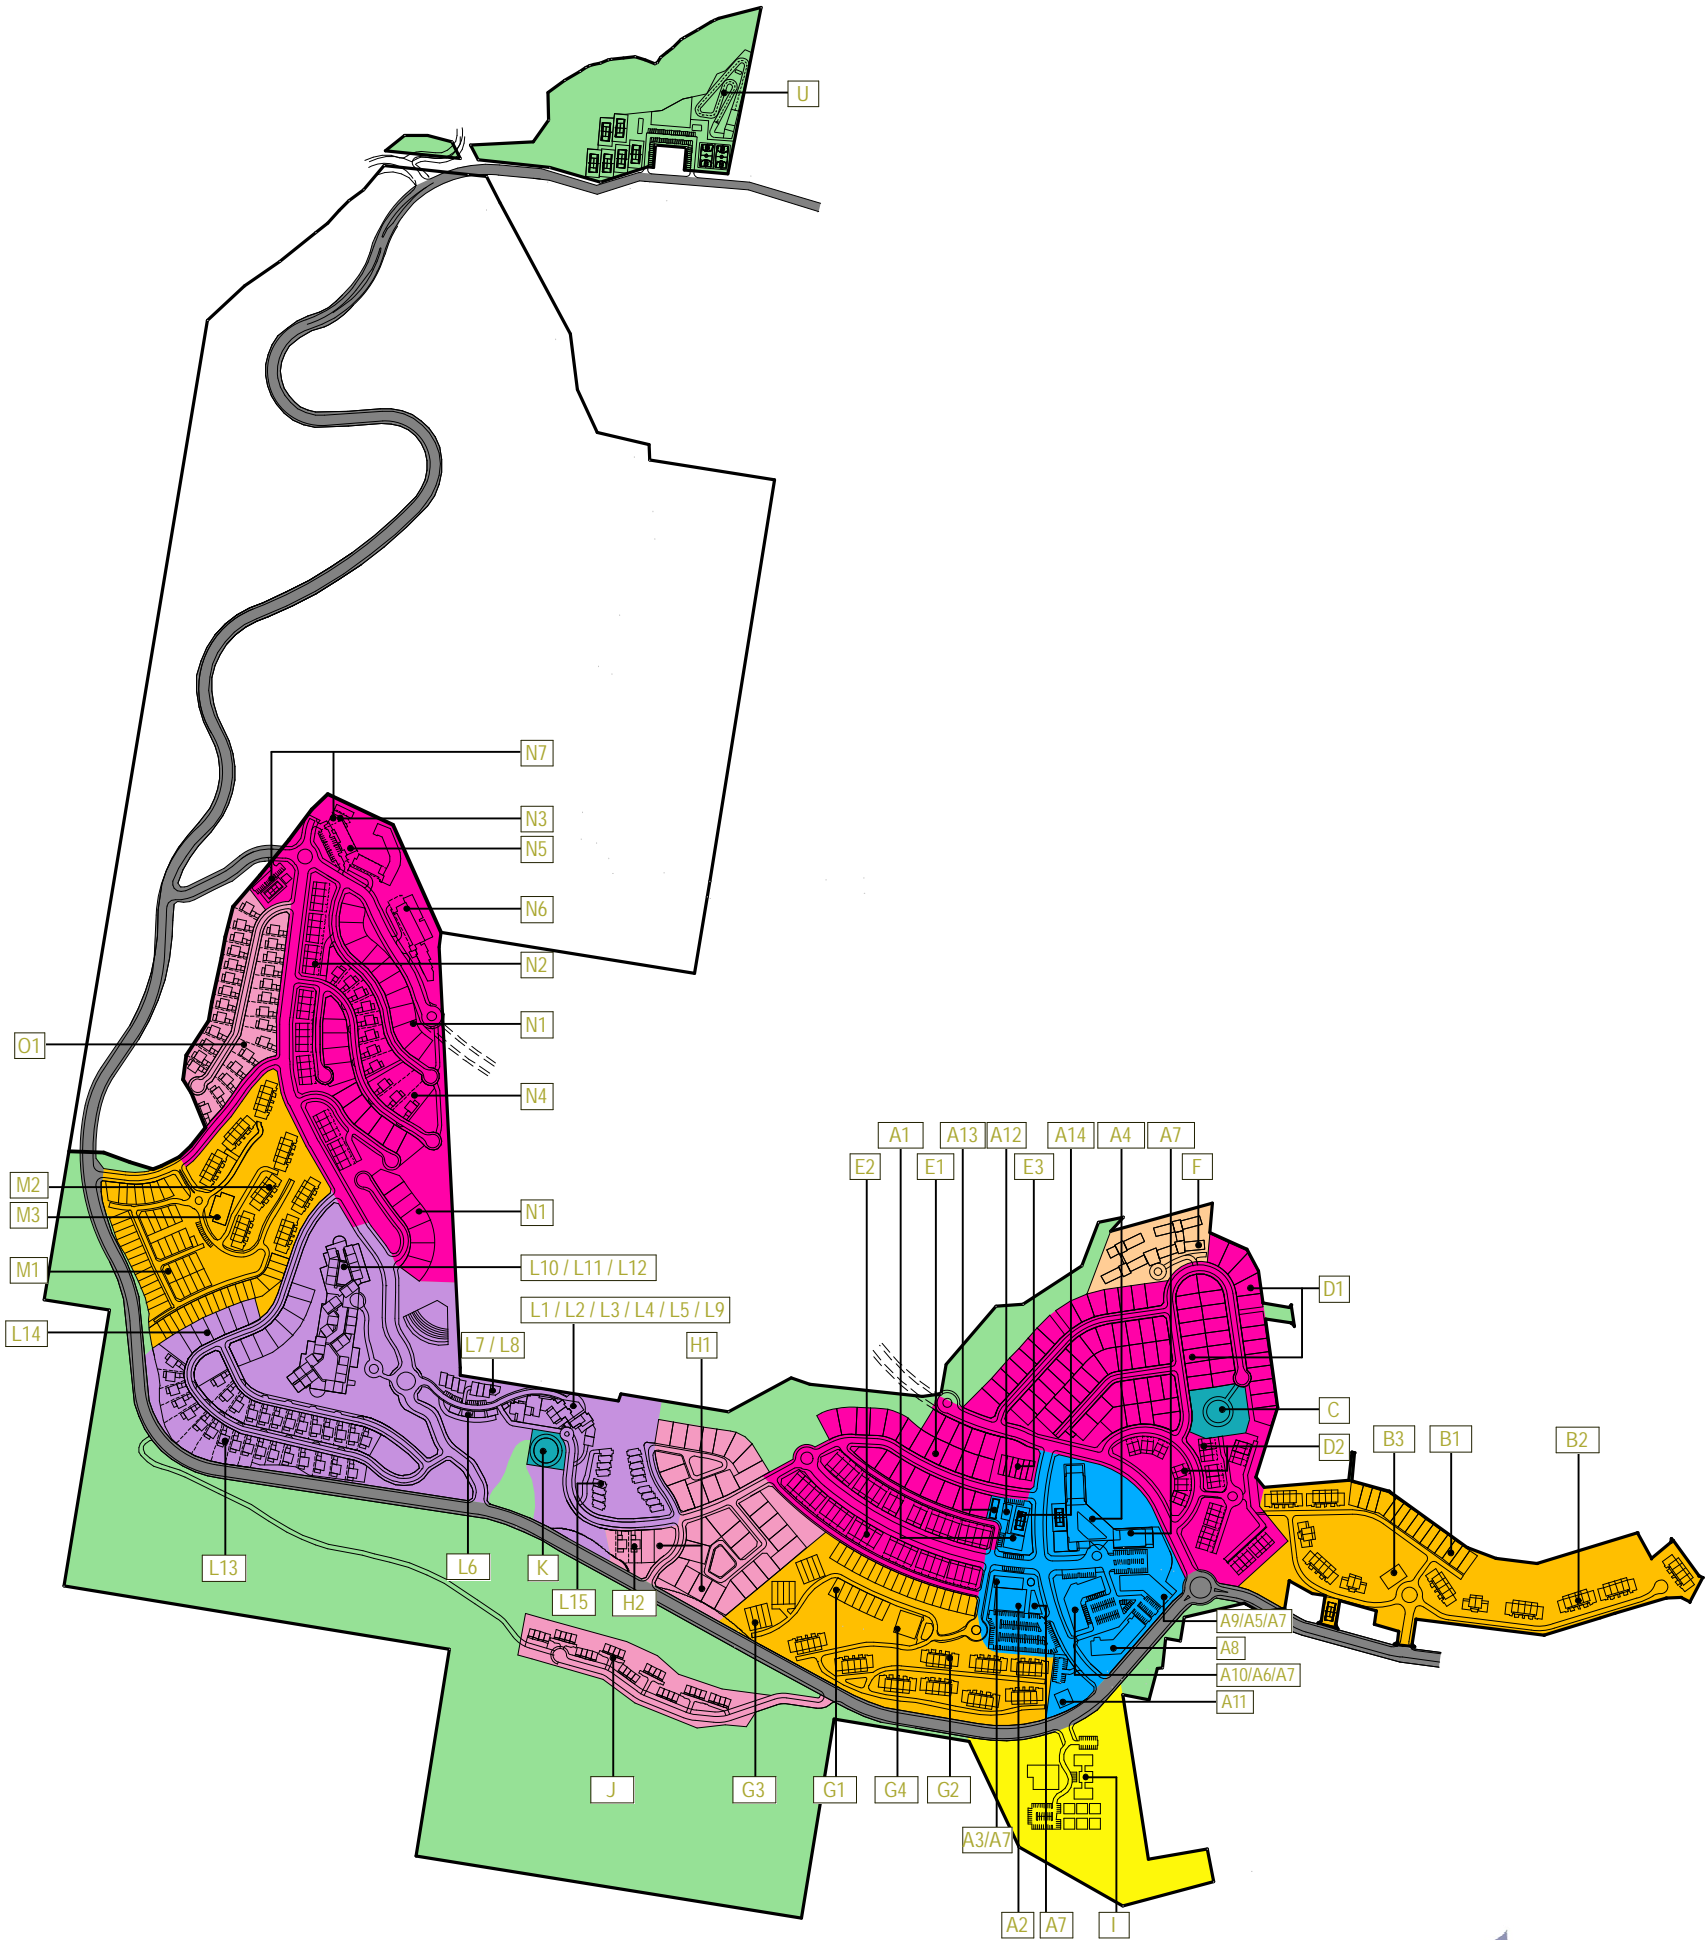 U
N7
N3
N5
N6
N2
N1
O1
N4
A1
A13
A12
A14
A4
A7
E2
E1
E3
F
M2
M3
N1
M1
L10 / L11 / L12
D1
L1 / L2 / L3 / L4 / L5 / L9
L14
L7 / L8
H1
C
B3
B1
B2
D2
L13
L6
K
L15
H2
A9/A5/A7
A8
A10/A6/A7
A11
J
G3
G1
G4
G2
A3/A7
A2
A7
I